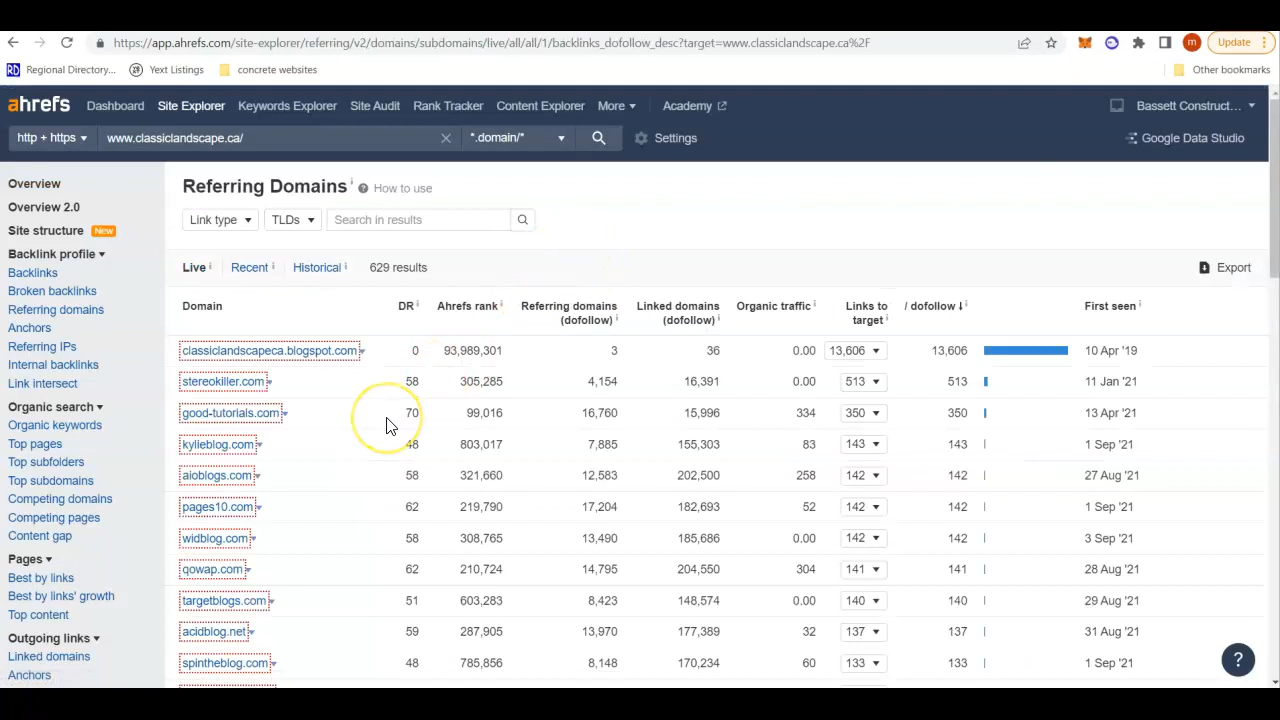 https://app.ahrefs.com/site-explorer/referring/v2/domains/subdomains/live/all/all/1/backlinks_dofollow_desc?target=www.classiclandscape.ca%2F
m
Update
Regional Directory...
Yext Listings
concrete websites
Other bookmarks
ahrefs
Dashboard
Site Explorer
Keywords Explorer
Site Audit
Rank Tracker
Content Explorer
More
Academy
Bassett Construct...
http + https
www.classiclandscape.ca/
*.domain/*
Settings
Google Data Studio
Overview
Overview 2.0
Site structure New
Backlink profile
Backlinks
Broken backlinks
Referring domains
Anchors
Referring IPs
Internal backlinks
Link intersect
Organic search
Organic keywords
Top pages
Top subfolders
Top subdomains
Competing domains
Competing pages
Content gap
Pages
Best by links
Best by links' growth
Top content
Outgoing links
Linked domains
Anchors
Referring Domains
How to use
Link type
TLDs
Search in results
Live
Recent
Historical
629 results
Export
Domain DR Ahrefs rank Referring domains (dofollow) Linked domains (dofollow) Organic traffic Links to target / dofollow First seen
classiclandscapeca.blogspot.com 0 93,989,301 3 36 0.00 13,606 13,606 10 Apr '19
stereokiller.com 58 305,285 4,154 16,391 0.00 513 513 11 Jan '21
good-tutorials.com 70 99,016 16,760 15,996 334 350 350 13 Apr '21
kylieblog.com 48 803,017 7,885 155,303 83 143 143 1 Sep '21
aioblogs.com 58 321,660 12,583 202,500 258 142 142 27 Aug '21
pages10.com 62 219,790 17,204 182,693 52 142 142 1 Sep '21
widblog.com 58 308,765 13,490 185,686 0.00 142 142 3 Sep '21
qowap.com 62 210,724 14,795 204,550 304 141 141 28 Aug '21
targetblogs.com 51 603,283 8,423 148,574 0.00 140 140 29 Aug '21
acidblog.net 59 287,905 13,970 177,389 32 137 137 31 Aug '21
spintheblog.com 48 785,856 8,148 170,234 60 133 133 1 Sep '21
?